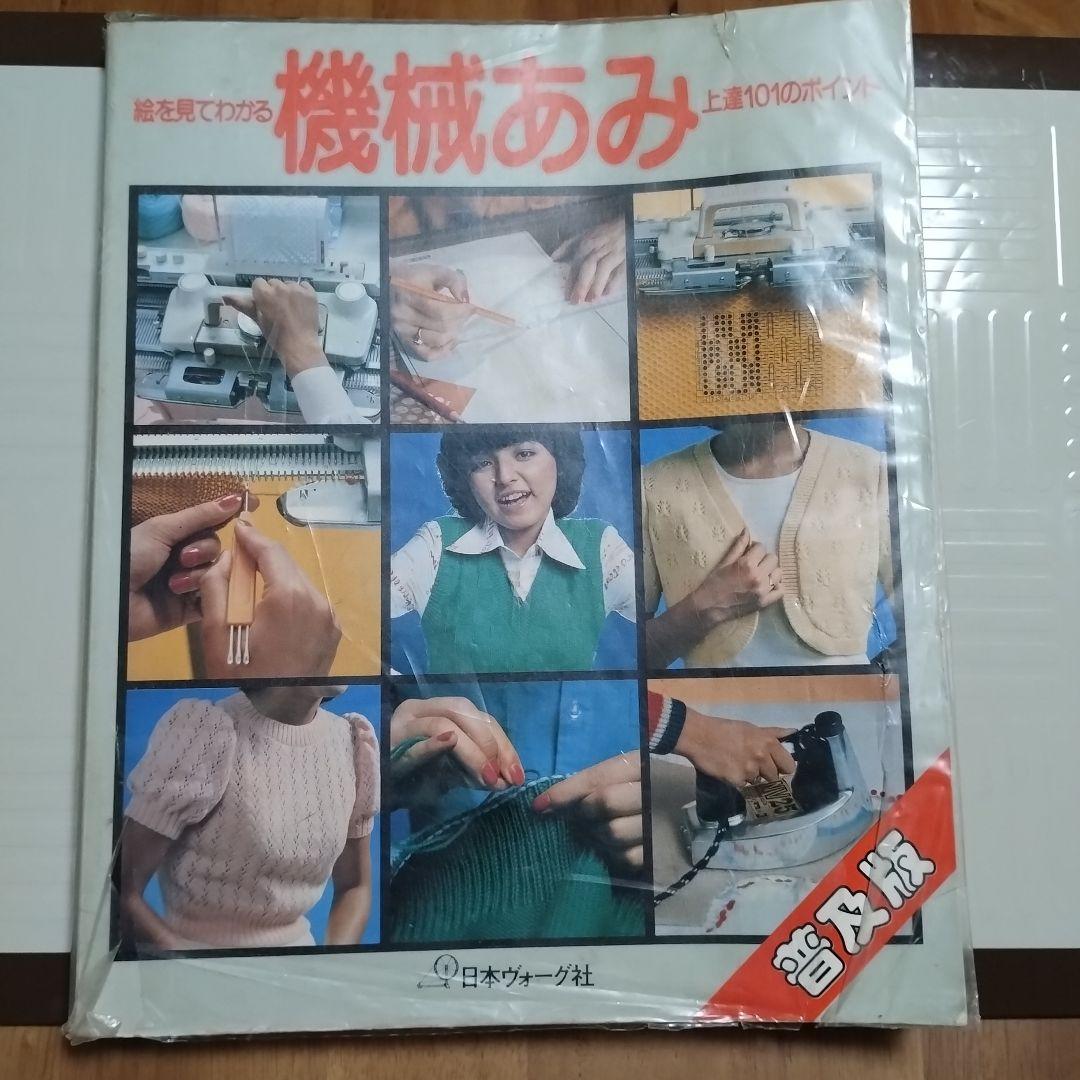 絵を見てわかる 機械あみ 上達101のポイント
普及版
日本ヴォーグ社